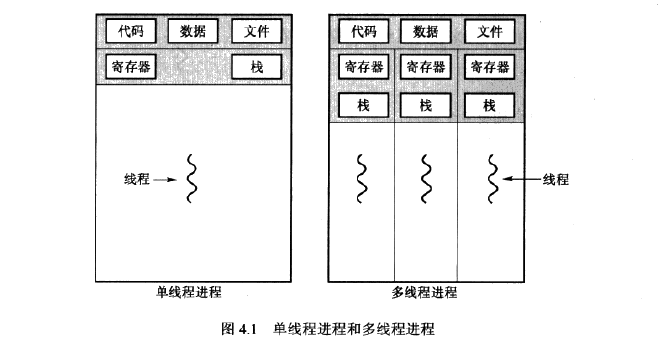 代码 数据 文件 代码 数据 文件
寄存器 栈 寄存器 寄存器 寄存器
栈 栈 栈
线程 线程
单线程进程 多线程进程
图 4.1 单线程进程和多线程进程